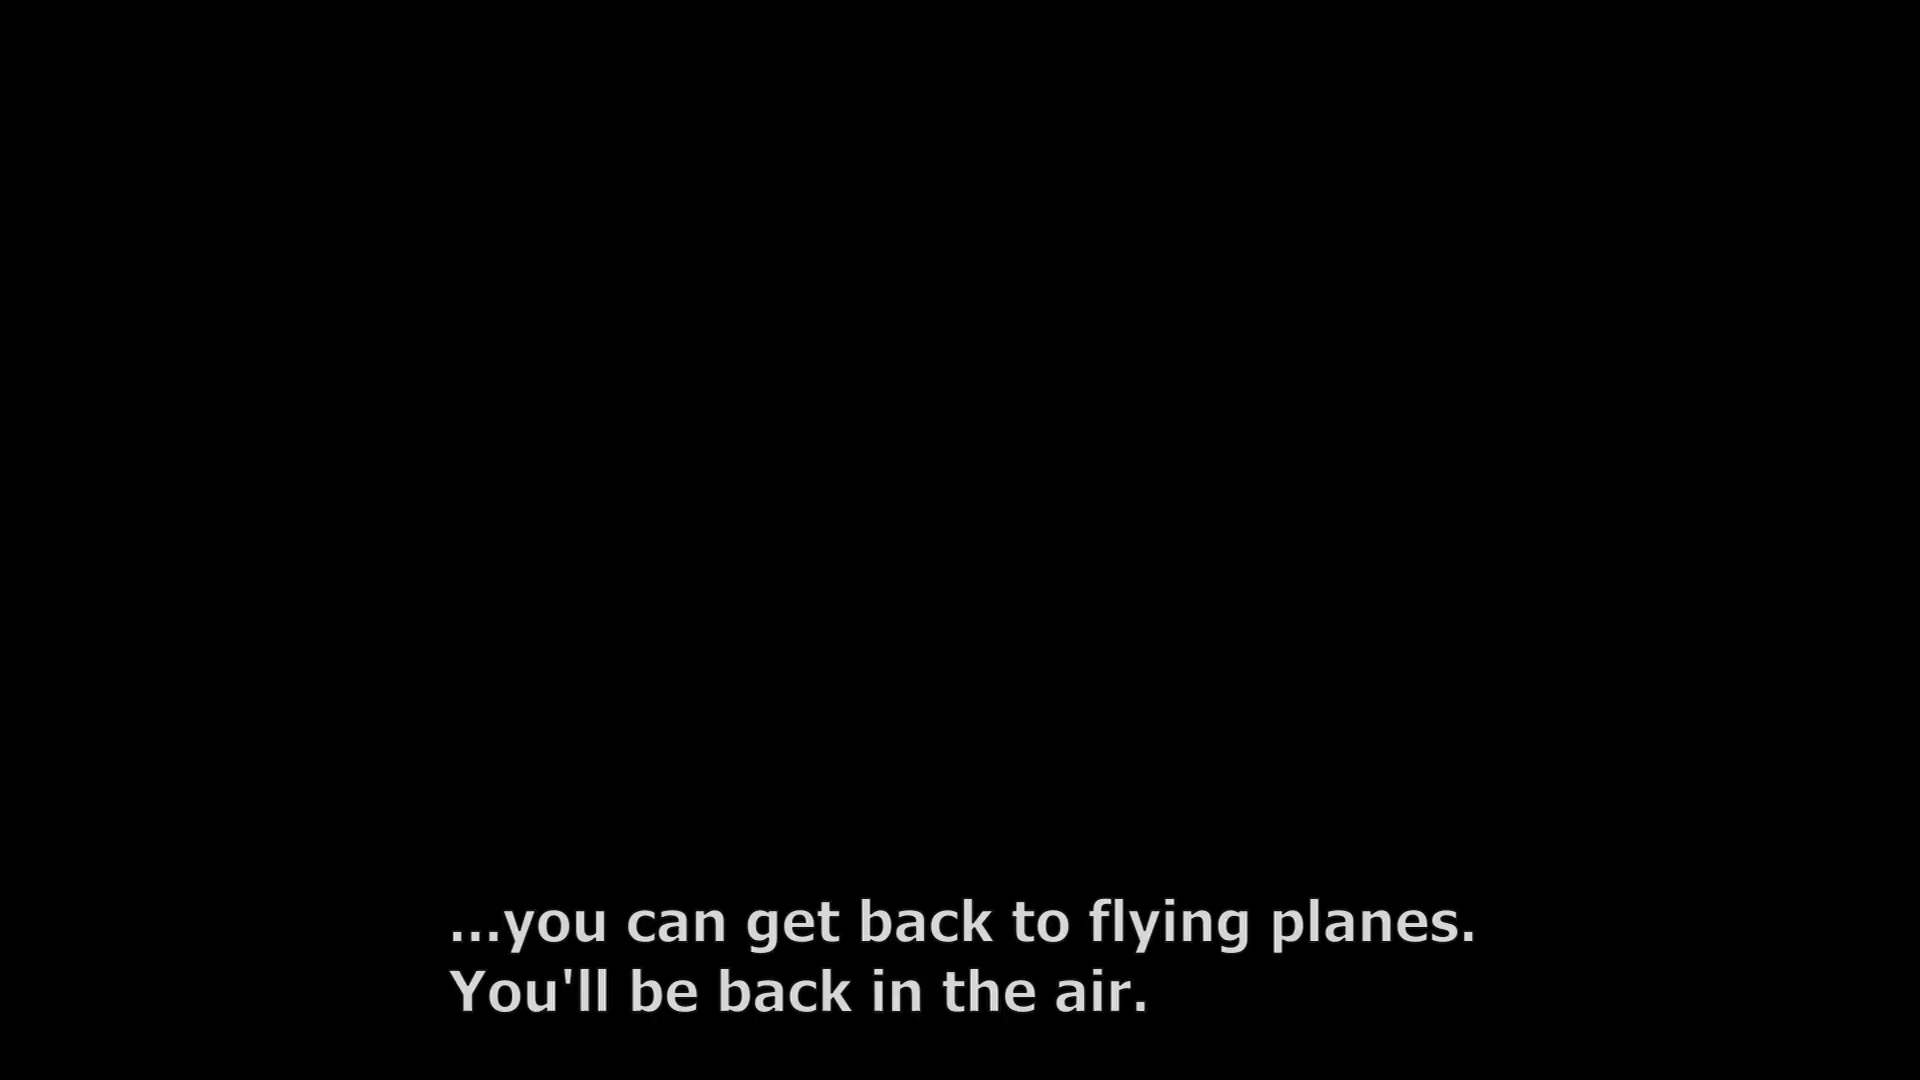 ...you can get back to flying planes.
You'll be back in the air.